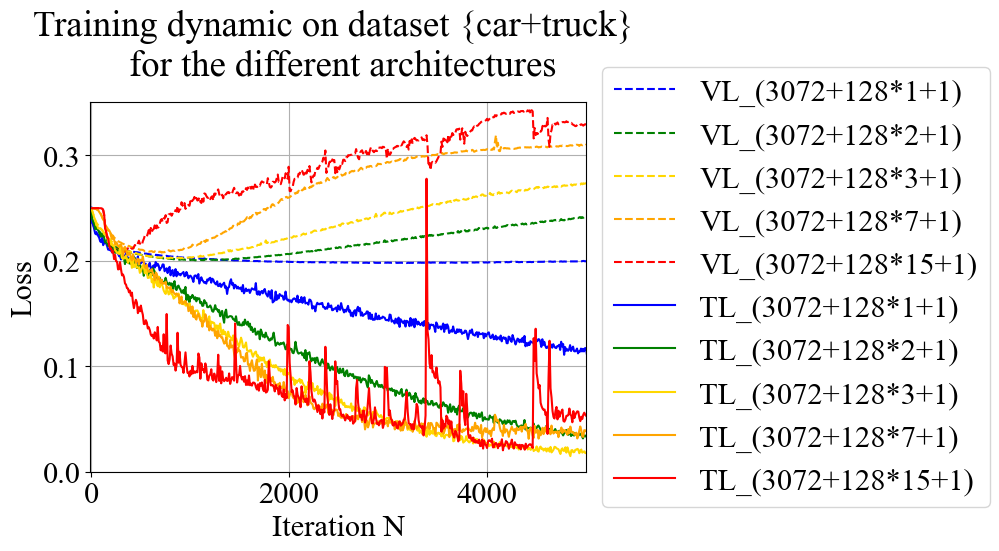 Training dynamic on dataset {car+truck}
for the different architectures
0.3
0.2
0.1
0.0
0
2000
4000
Loss
Iteration N
VL_(3072+128*1+1)
VL_(3072+128*2+1)
VL_(3072+128*3+1)
VL_(3072+128*7+1)
VL_(3072+128*15+1)
TL_(3072+128*1+1)
TL_(3072+128*2+1)
TL_(3072+128*3+1)
TL_(3072+128*7+1)
TL_(3072+128*15+1)